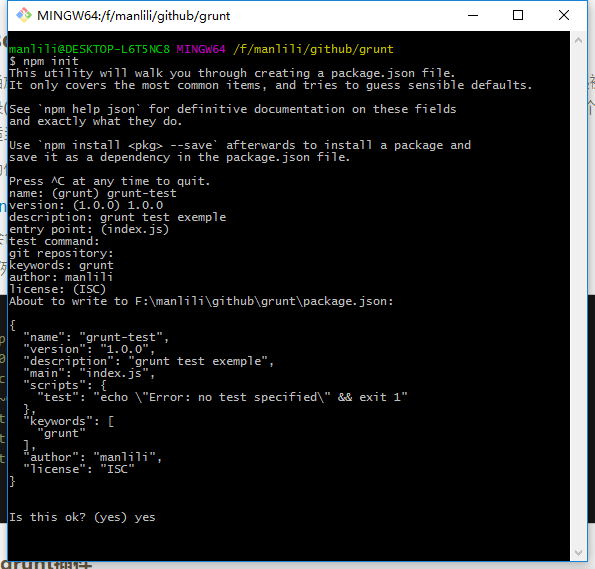 MINGW64:/f/manlili/github/grunt
manlili@DESKTOP-L6T5NC8 MINGW64 /f/manlili/github/grunt
$ npm init
This utility will walk you through creating a package.json file.
It only covers the most common items, and tries to guess sensible defaults.
See `npm help json` for definitive documentation on these fields
and exactly what they do.
Use `npm install <pkg> --save` afterwards to install a package and
save it as a dependency in the package.json file.
Press ^C at any time to quit.
name: (grunt) grunt-test
version: (1.0.0) 1.0.0
description: grunt test exemple
entry point: (index.js)
test command:
git repository:
keywords: grunt
author: manlili
license: (ISC)
About to write to F:\manlili\github\grunt\package.json:
{
  "name": "grunt-test",
  "version": "1.0.0",
  "description": "grunt test exemple",
  "main": "index.js",
  "scripts": {
    "test": "echo \"Error: no test specified\" && exit 1"
  },
  "keywords": [
    "grunt"
  ],
  "author": "manlili",
  "license": "ISC"
}
Is this ok? (yes) yes